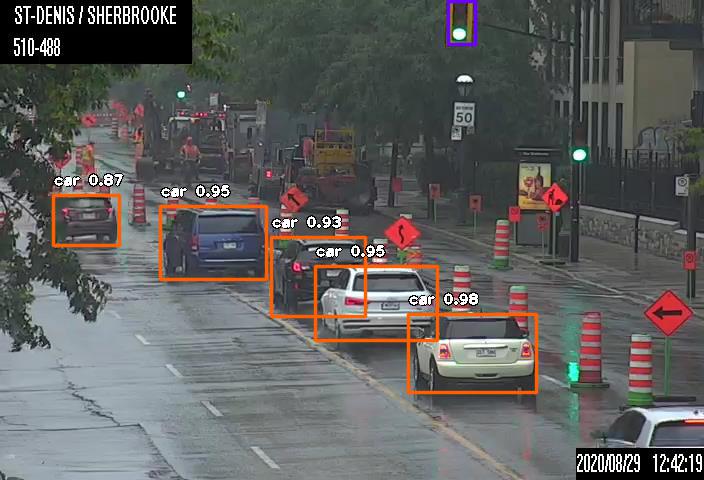 ST-DENIS / SHERBROOKE
510-488
car 0.87
car 0.95
car 0.93
car 0.95
car 0.98
MAXIMUM
50
2020/08/29 12:42:19